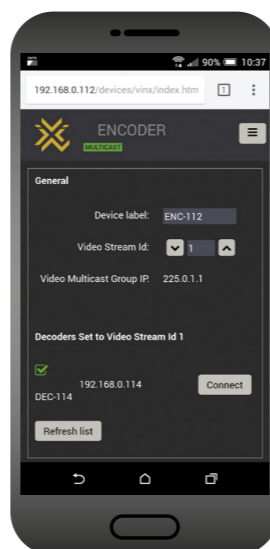 90% 10:37
192.168.0.112/devices/vinx/index.htm 1
ENCODER
MULTICAST
General
Device label: ENC-112
Video Stream Id: 1
Video Multicast Group IP: 225.0.1.1
Decoders Set to Video Stream Id 1
192.168.0.114 Connect
DEC-114
Refresh list